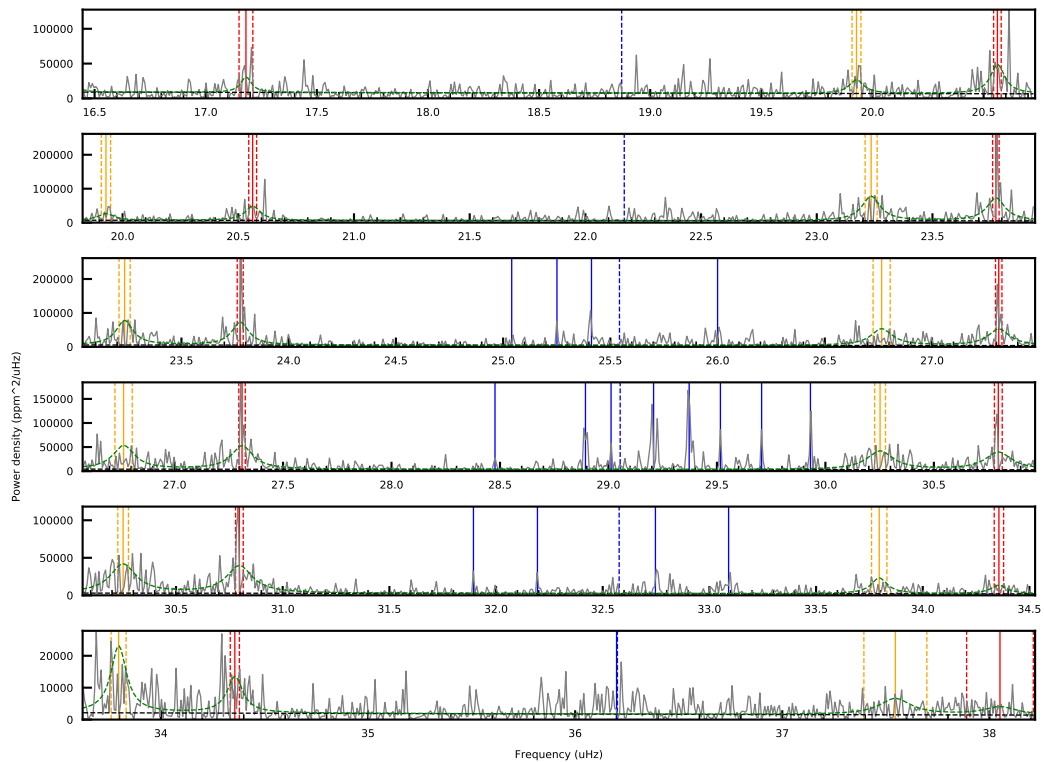 100000
50000
0
16.5 17.0 17.5 18.0 18.5 19.0 19.5 20.0 20.5
200000
100000
0
20.0 20.5 21.0 21.5 22.0 22.5 23.0 23.5
200000
100000
0
23.5 24.0 24.5 25.0 25.5 26.0 26.5 27.0
150000
100000
50000
0
27.0 27.5 28.0 28.5 29.0 29.5 30.0 30.5
Power density (ppm^2/uHz)
100000
50000
0
30.5 31.0 31.5 32.0 32.5 33.0 33.5 34.0 34.5
20000
10000
0
34 35 36 37 38
Frequency (uHz)